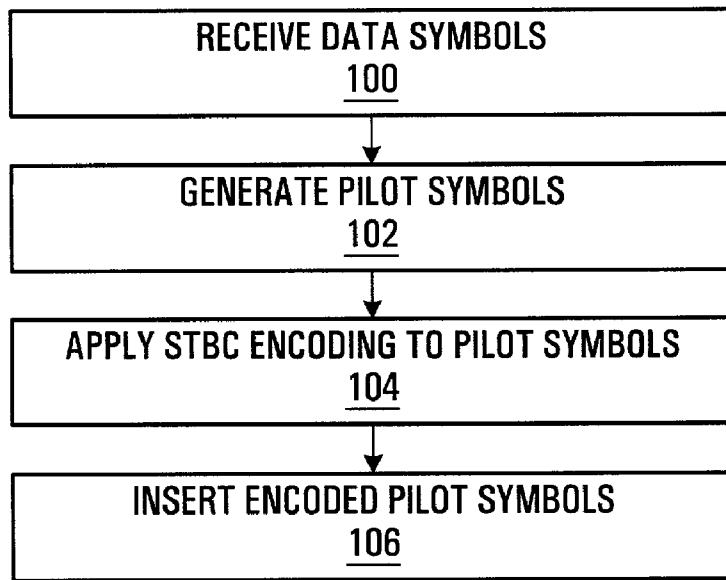 RECEIVE DATA SYMBOLS
100
GENERATE PILOT SYMBOLS
102
APPLY STBC ENCODING TO PILOT SYMBOLS
104
INSERT ENCODED PILOT SYMBOLS
106